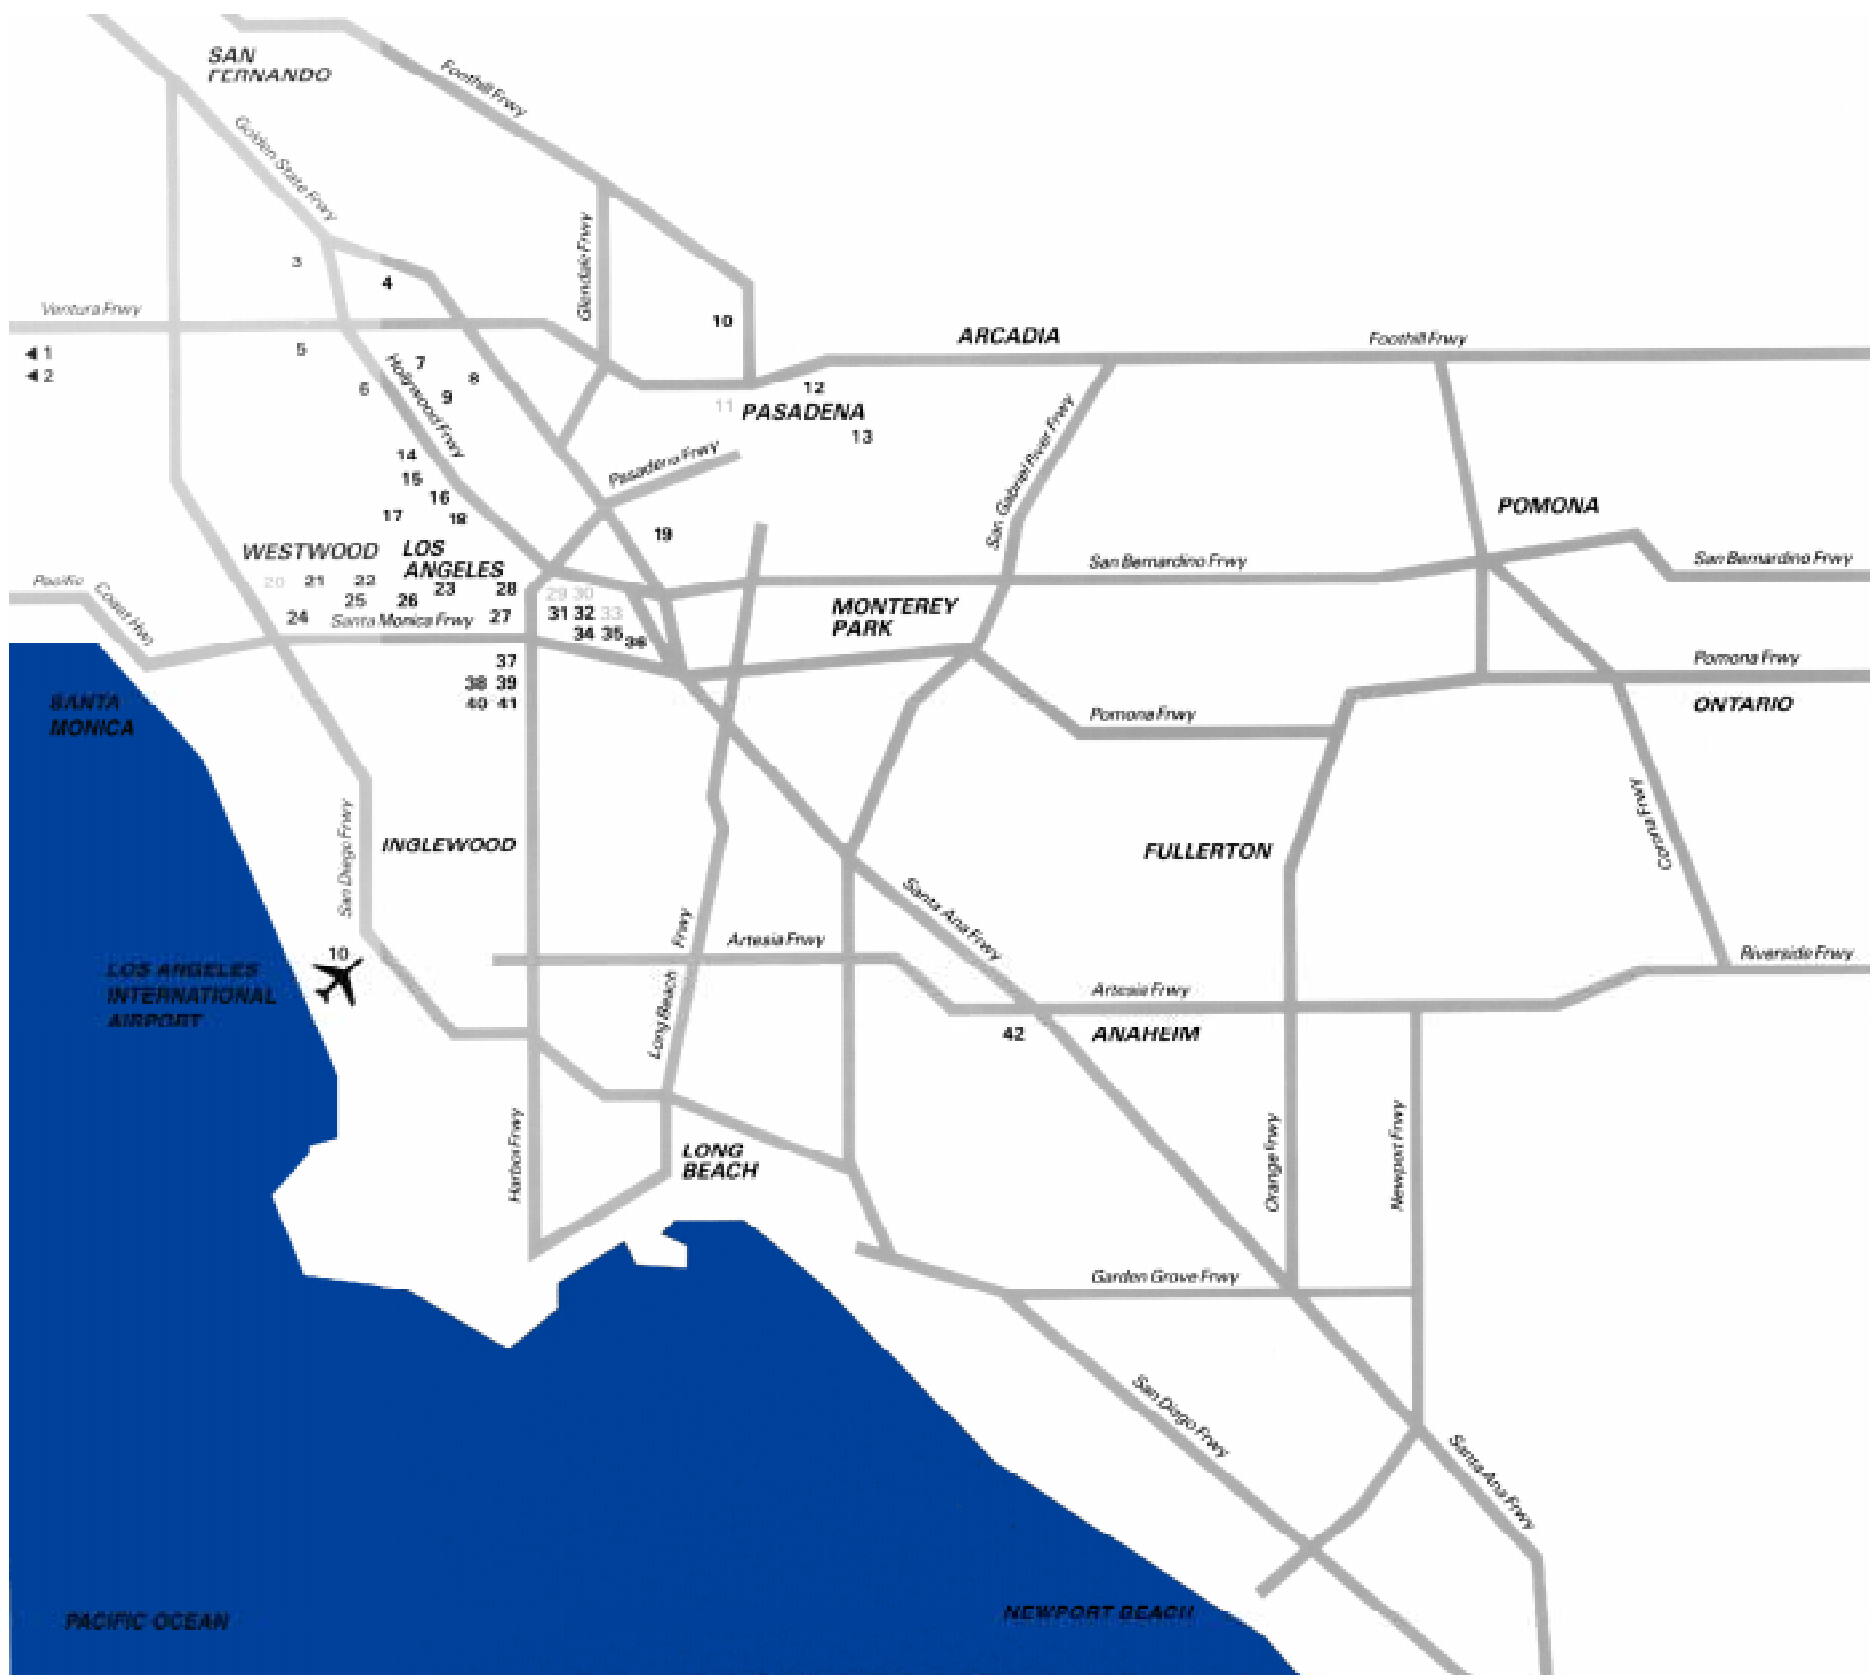 SAN
FERNANDO
Foothill Frwy
Golden State Frwy
Glendale Frwy
3
4
10
Ventura Frwy
ARCADIA
Foothill Frwy
1
2
5
7
8
6
9
Hollywood Frwy
12
11
PASADENA
13
San Gabriel River Frwy
14
Pasadena Frwy
15
16
17
18
19
POMONA
WESTWOOD
LOS
ANGELES
San Bernardino Frwy
San Bernardino Frwy
Pacific
Coast Hwy
20 21 22
23
28
29 30
25
26
24
Santa Monica Frwy
27
31 32 33
34 35 36
MONTEREY
PARK
37
38 39
40 41
Pomona Frwy
SANTA
MONICA
Pomona Frwy
ONTARIO
Corona Frwy
San Diego Frwy
INGLEWOOD
FULLERTON
Santa Ana Frwy
Long Beach Frwy
Artesia Frwy
10
LOS ANGELES
INTERNATIONAL
AIRPORT
Riverside Frwy
Artesia Frwy
42
ANAHEIM
Harbor Frwy
LONG
BEACH
Orange Frwy
Newport Frwy
Garden Grove Frwy
San Diego Frwy
Santa Ana Frwy
NEWPORT BEACH
PACIFIC OCEAN